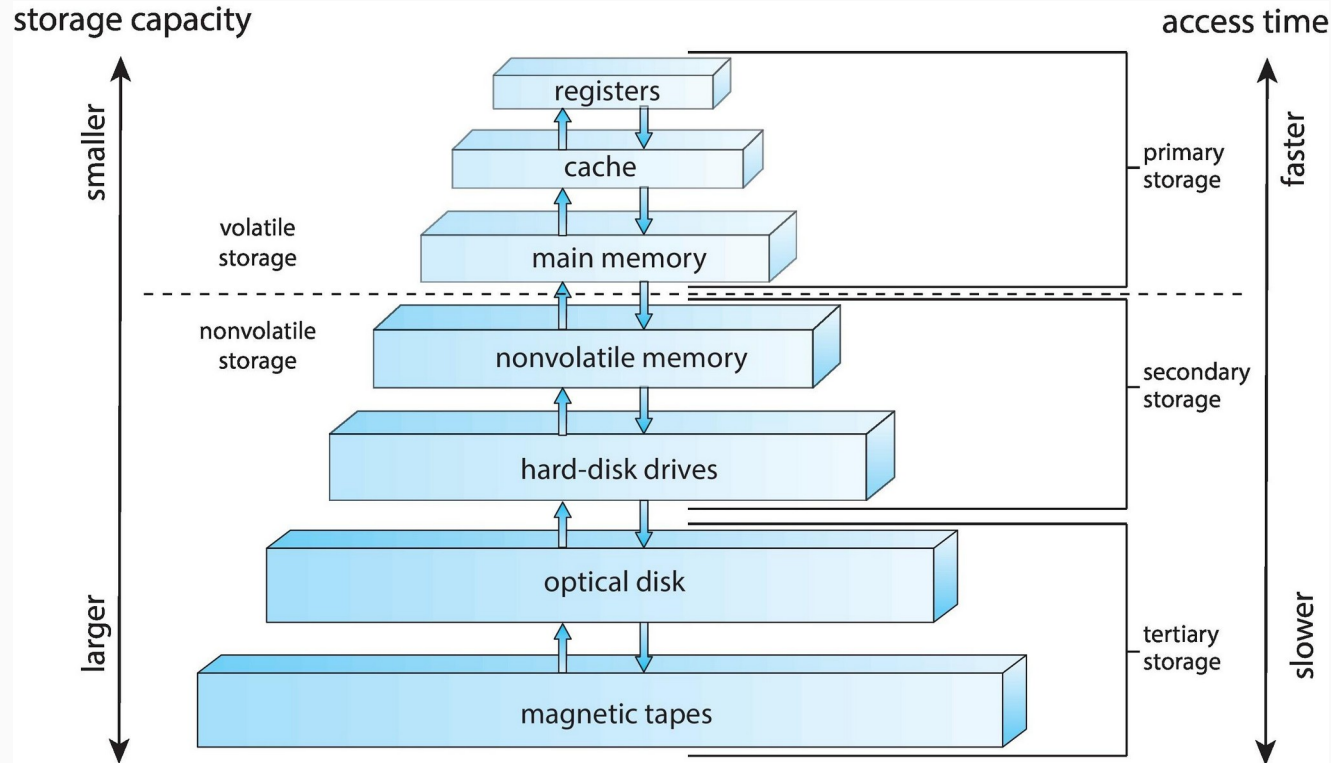 storage capacity
access time
smaller
larger
volatile
storage
nonvolatile
storage
registers
cache
main memory
nonvolatile memory
hard-disk drives
optical disk
magnetic tapes
primary
storage
secondary
storage
tertiary
storage
faster
slower